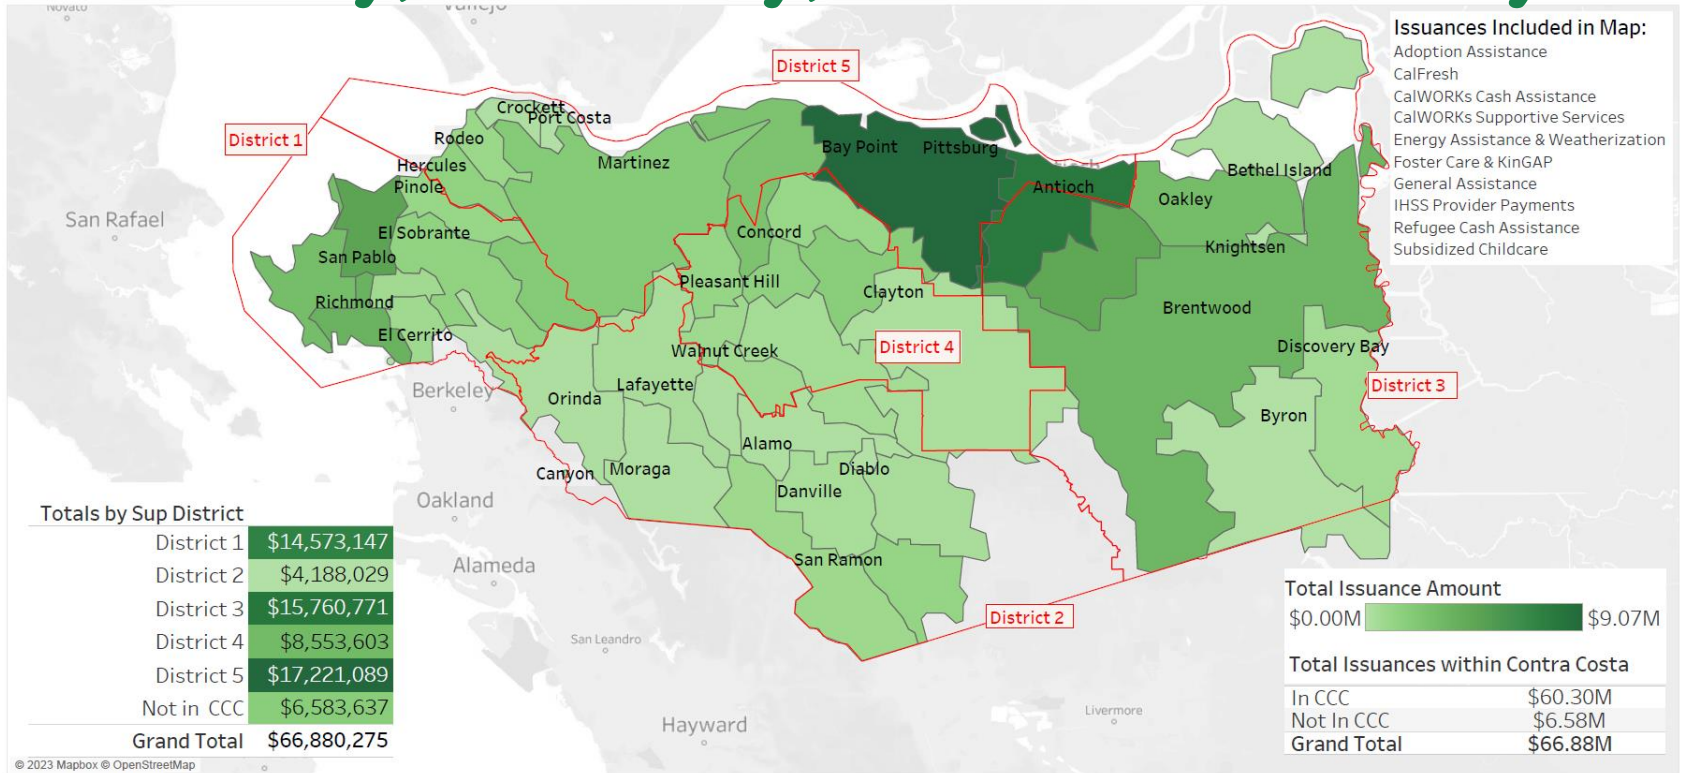 Novato
Vallejo
Issuances Included in Map:
Adoption Assistance
CalFresh
CalWORKs Cash Assistance
CalWORKs Supportive Services
Energy Assistance & Weatherization
Foster Care & KinGAP
General Assistance
IHSS Provider Payments
Refugee Cash Assistance
Subsidized Childcare
District 5
District 1
Crockett
Port Costa
Rodeo
Hercules
Pinole
Martinez
Bay Point
Pittsburg
Antioch
Bethel Island
Oakley
San Rafael
El Sobrante
San Pablo
Concord
Knightsen
Richmond
Pleasant Hill
Clayton
Brentwood
El Cerrito
Walnut Creek
District 4
Discovery Bay
Berkeley
Lafayette
Orinda
District 3
Byron
Alamo
Canyon
Moraga
Diablo
Danville
Oakland
San Ramon
Alameda
District 2
San Leandro
Hayward
Livermore
Totals by Sup District
District 1 $14,573,147
District 2 $4,188,029
District 3 $15,760,771
District 4 $8,553,603
District 5 $17,221,089
Not in CCC $6,583,637
Grand Total $66,880,275
Total Issuance Amount
$0.00M $9.07M
Total Issuances within Contra Costa
In CCC $60.30M
Not In CCC $6.58M
Grand Total $66.88M
© 2023 Mapbox © OpenStreetMap